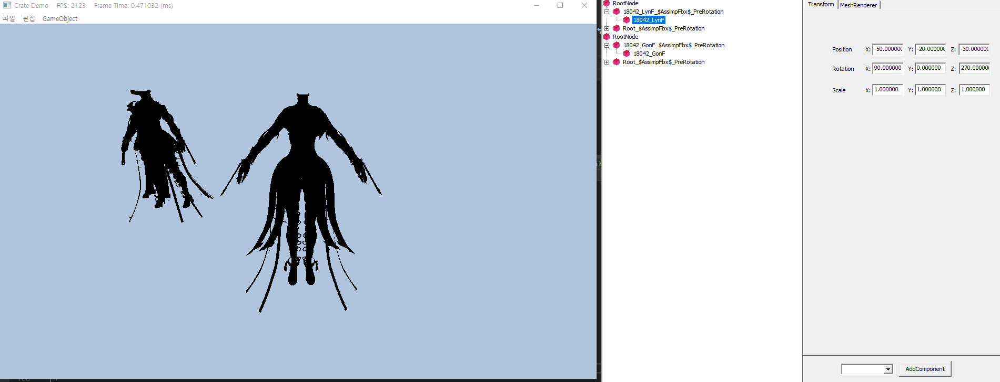 Crate Demo FPS: 2123 Frame Time: 0.471032 (ms)
파일 편집 GameObject
RootNode
18042_LynF_$AssimpFbx$_PreRotation
18042_LynF
Root_$AssimpFbx$_PreRotation
RootNode
18042_GonF_$AssimpFbx$_PreRotation
18042_GonF
Root_$AssimpFbx$_PreRotation
Transform MeshRenderer
Position X: -50.000000 Y: -20.000000 Z: -30.000000
Rotation X: 90.000000 Y: 0.000000 Z: 270.000000
Scale X: 1.000000 Y: 1.000000 Z: 1.000000
AddComponent